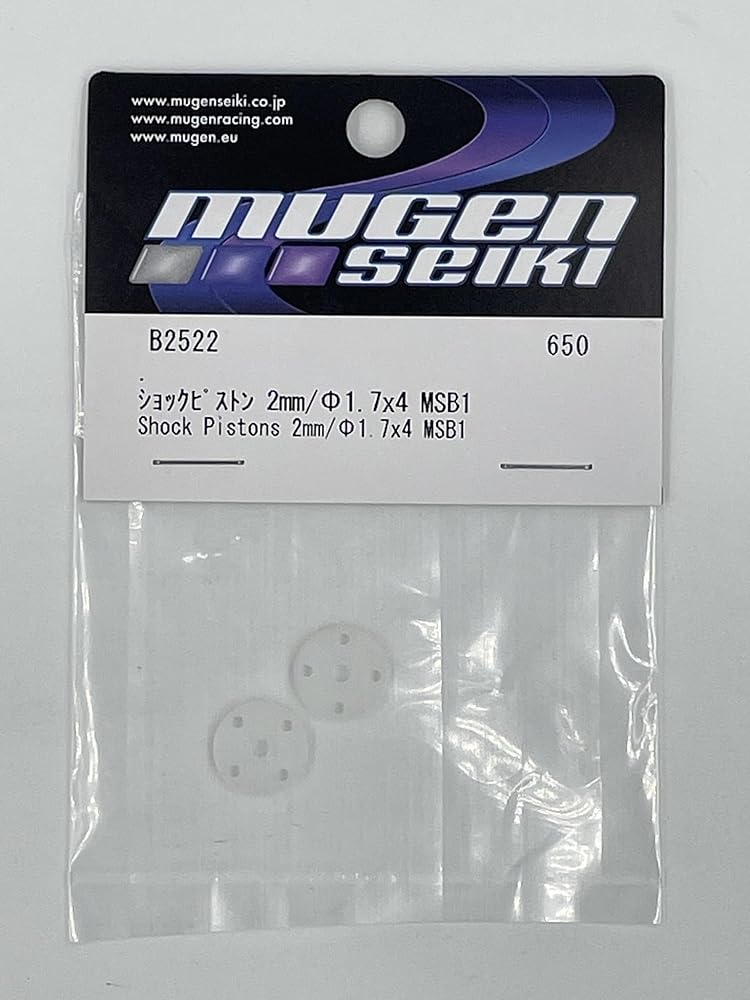 www.mugenseiki.co.jp
www.mugenracing.com
www.mugen.eu
mugen
seiki
B2522 650
ショックピストン 2mm/Φ1.7x4 MSB1
Shock Pistons 2mm/Φ1.7x4 MSB1